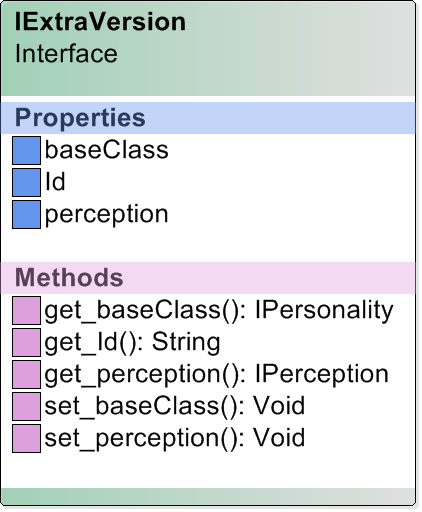 IExtraVersion
Interface
Properties
baseClass
Id
perception
Methods
get_baseClass(): IPersonality
get_Id(): String
get_perception(): IPerception
set_baseClass(): Void
set_perception(): Void